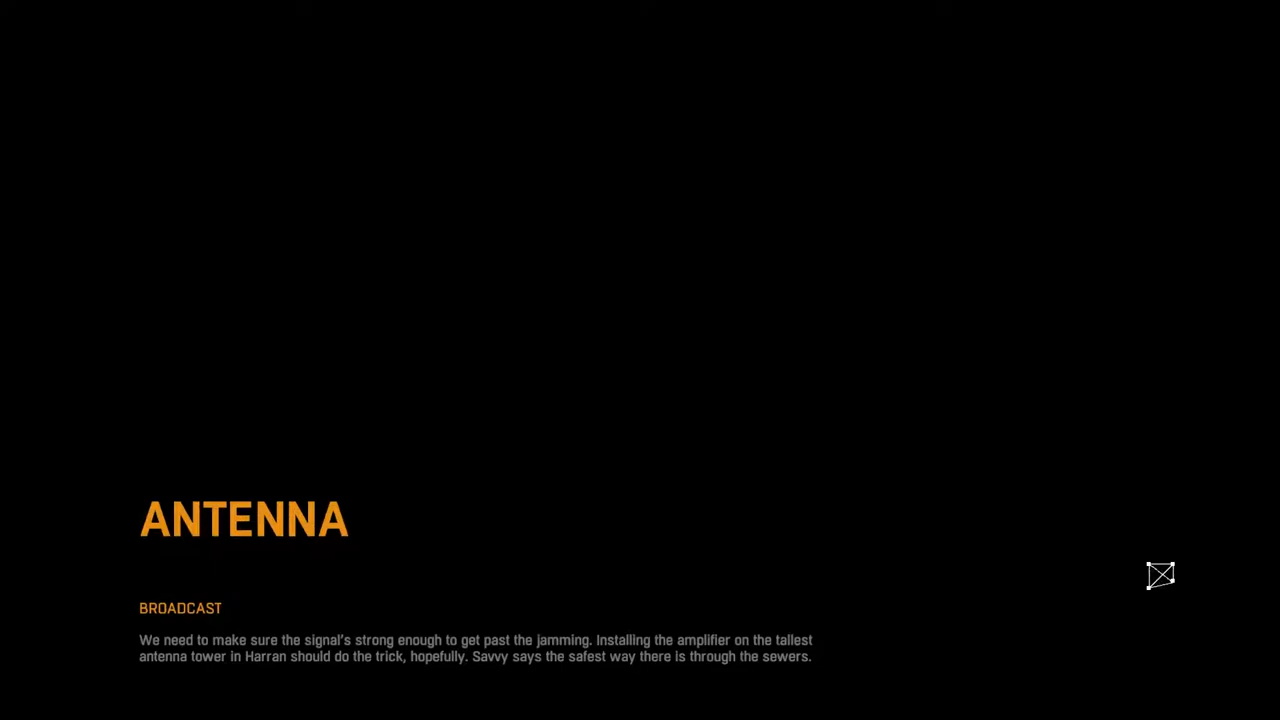 ANTENNA
BROADCAST
We need to make sure the signal's strong enough to get past the jamming. Installing the amplifier on the tallest
antenna tower in Harran should do the trick, hopefully. Savvy says the safest way there is through the sewers.